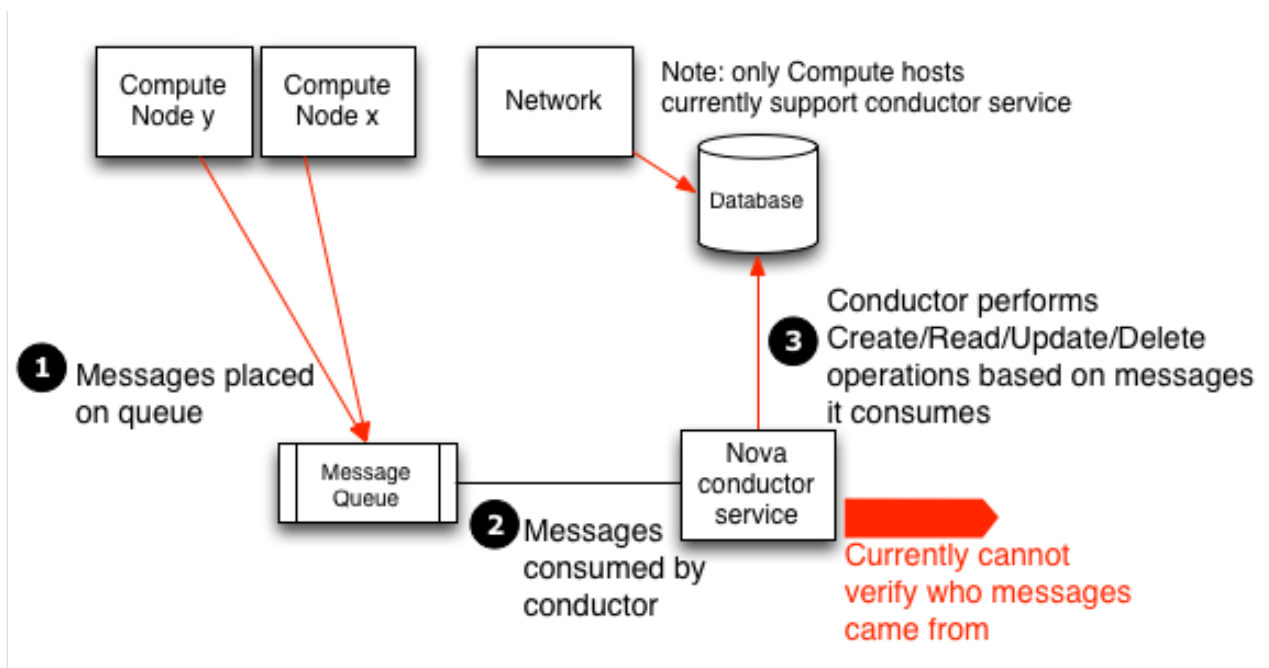 Compute
Node y
Compute
Node x
Network
Note: only Compute hosts
currently support conductor service
Database
1 Messages placed
on queue
Message
Queue
2 Messages
consumed by
conductor
Nova
conductor
service
3 Conductor performs
Create/Read/Update/Delete
operations based on messages
it consumes
Currently cannot
verify who messages
came from